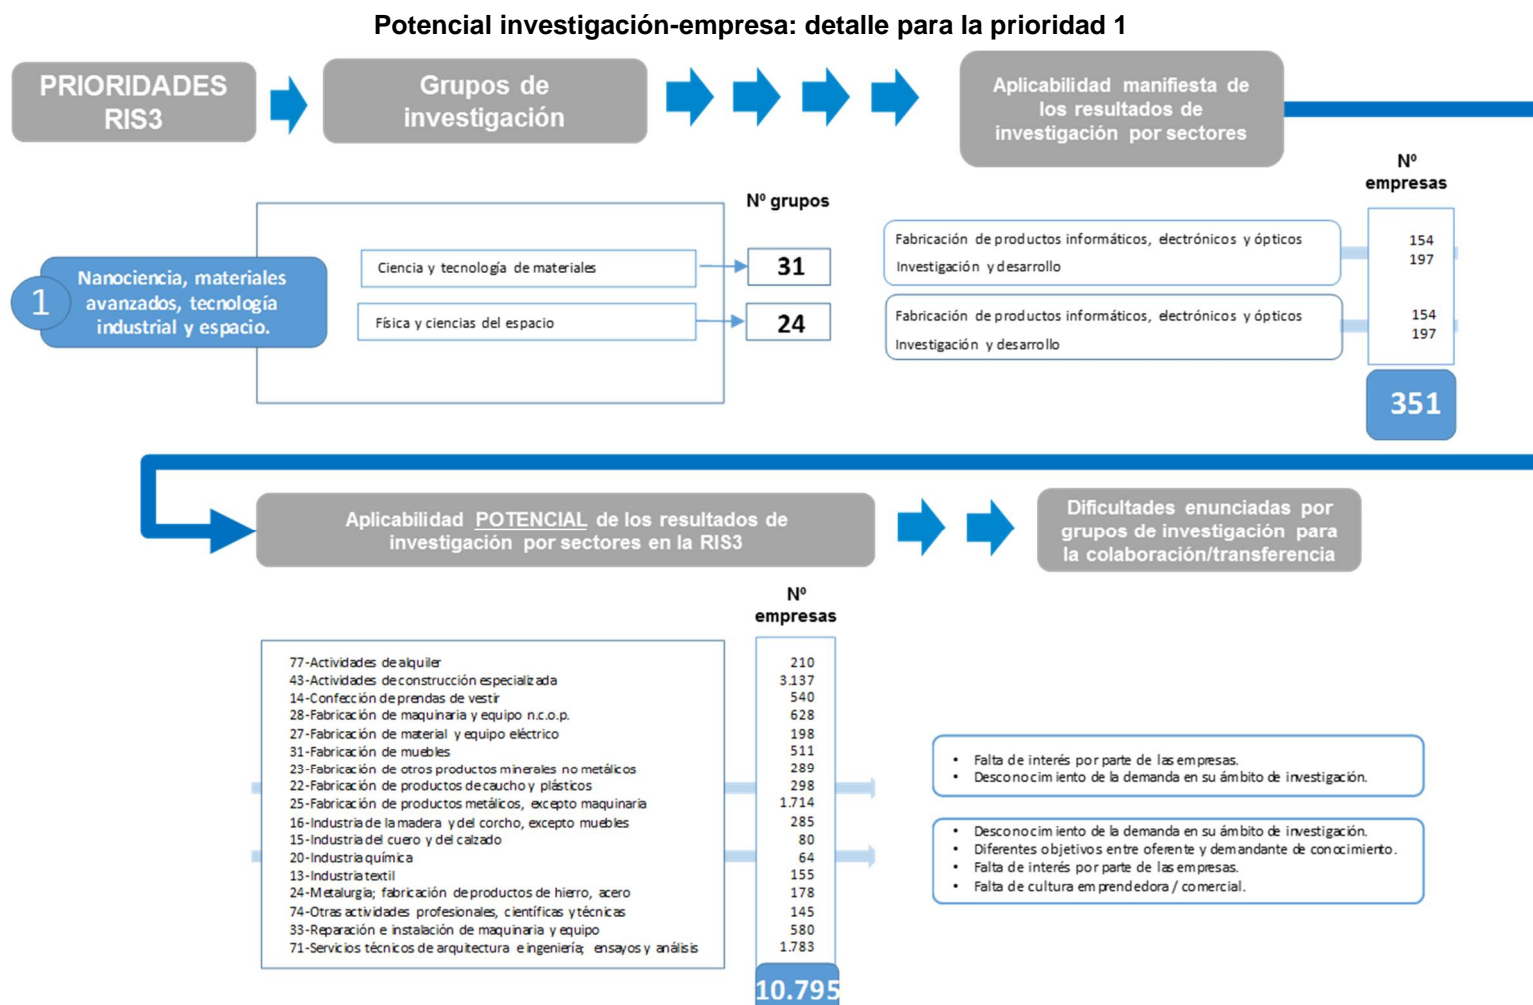 Potencial investigación-empresa: detalle para la prioridad 1
PRIORIDADES
RIS3
Grupos de
investigación
Aplicabilidad manifiesta de
los resultados de
investigación por sectores
Nº
empresas
Nº grupos
1
Nanociencia, materiales
avanzados, tecnología
industrial y espacio.
Ciencia y tecnología de materiales
31
Física y ciencias del espacio
24
Fabricación de productos informáticos, electrónicos y ópticos
154
Investigación y desarrollo
197
Fabricación de productos informáticos, electrónicos y ópticos
154
Investigación y desarrollo
197
351
Aplicabilidad POTENCIAL de los resultados de
investigación por sectores en la RIS3
Dificultades enunciadas por
grupos de investigación para
la colaboración/transferencia
Nº
empresas
77-Actividades de alquiler 210
43-Actividades de construcción especializada 3.137
14-Confección de prendas de vestir 540
28-Fabricación de maquinaria y equipo n.c.o.p. 628
27-Fabricación de material y equipo eléctrico 198
31-Fabricación de muebles 511
23-Fabricación de otros productos minerales no metálicos 289
22-Fabricación de productos de caucho y plásticos 298
25-Fabricación de productos metálicos, excepto maquinaria 1.714
16-Industria de la madera y del corcho, excepto muebles 285
15-Industria del cuero y del calzado 80
20-Industria química 64
13-Industria textil 155
24-Metalurgia; fabricación de productos de hierro, acero 178
74-Otras actividades profesionales, científicas y técnicas 145
33-Reparación e instalación de maquinaria y equipo 580
71-Servicios técnicos de arquitectura e ingeniería; ensayos y análisis 1.783
10.795
• Falta de interés por parte de las empresas.
• Desconocimiento de la demanda en su ámbito de investigación.
• Desconocimiento de la demanda en su ámbito de investigación.
• Diferentes objetivos entre oferente y demandante de conocimiento.
• Falta de interés por parte de las empresas.
• Falta de cultura emprendedora / comercial.